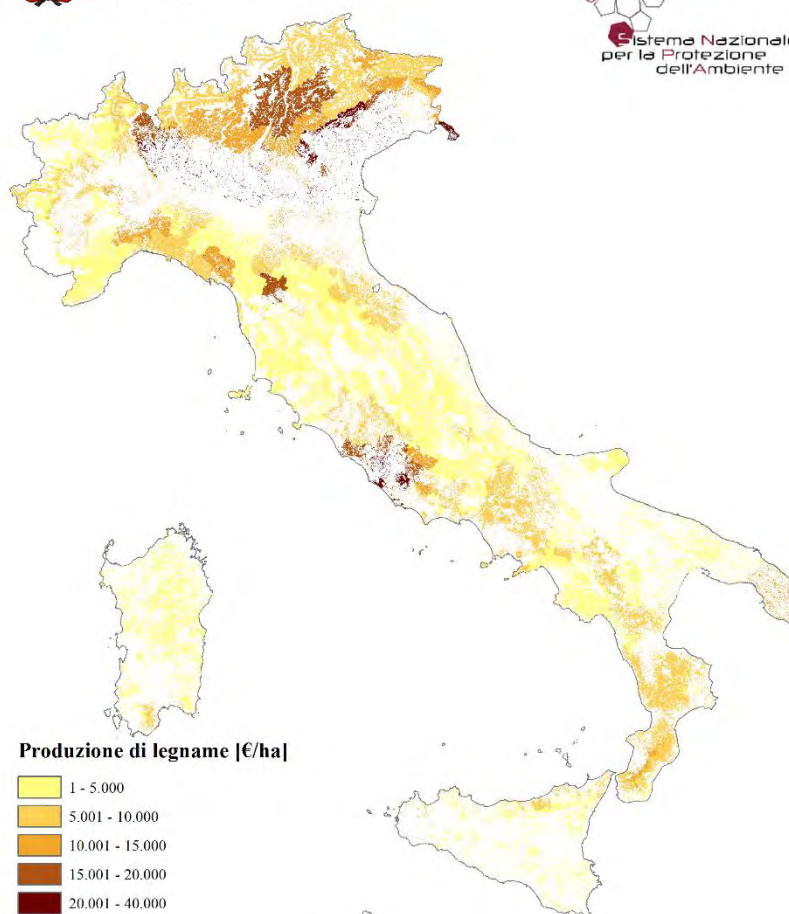 Sistema Nazionale
per la Protezione
dell'Ambiente
Produzione di legname [€/ha]
1 - 5.000
5.001 - 10.000
10.001 - 15.000
15.001 - 20.000
20.001 - 40.000